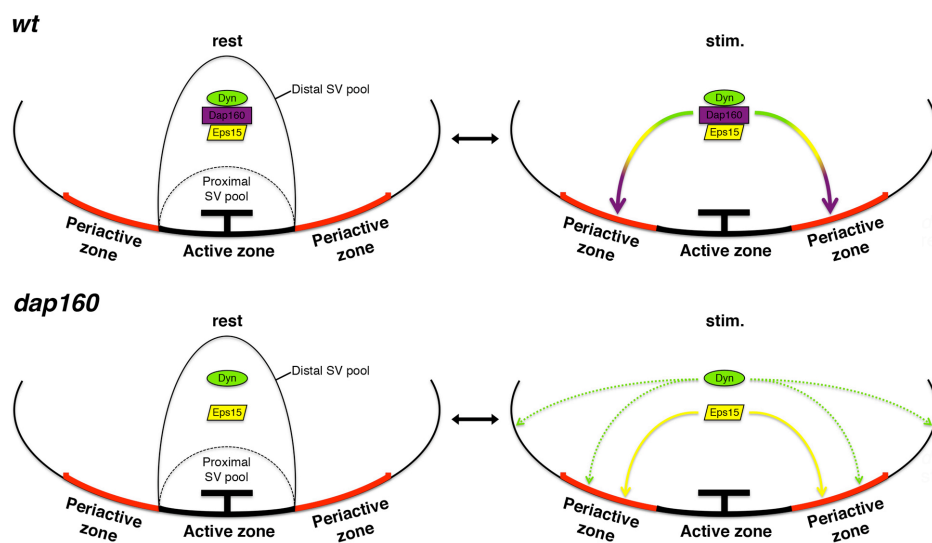 wt
rest
stim.
Distal SV pool
Dyn
Dap160
Eps15
Proximal
SV pool
Periactive
zone
Active zone
Periactive
zone
Dyn
Dap160
Eps15
Periactive
zone
Active zone
Periactive
zone
dap160
rest
stim.
Distal SV pool
Dyn
Eps15
Proximal
SV pool
Periactive
zone
Active zone
Periactive
zone
Dyn
Eps15
Periactive
zone
Active zone
Periactive
zone